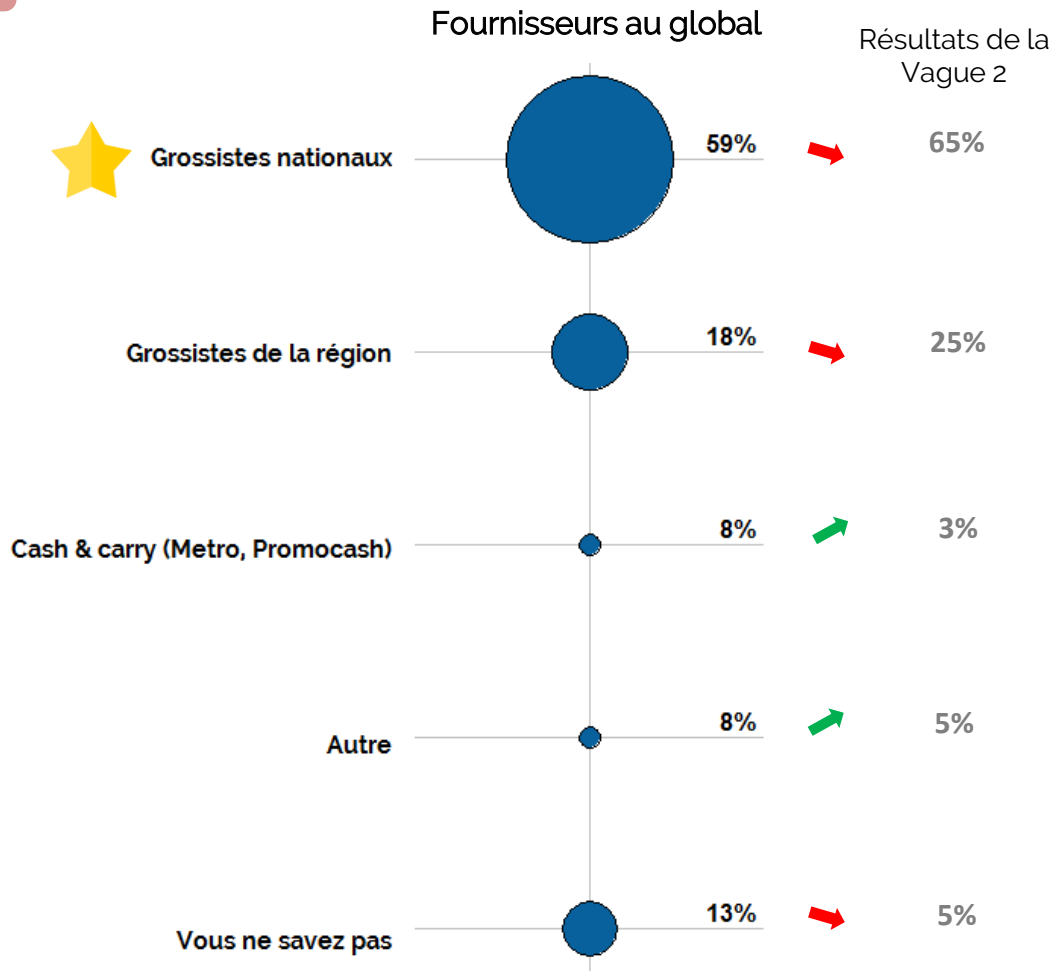 Fournisseurs au global
Résultats de la
Vague 2
Grossistes nationaux
59%
65%
Grossistes de la région
18%
25%
Cash & carry (Metro, Promocash)
8%
3%
Autre
8%
5%
Vous ne savez pas
13%
5%